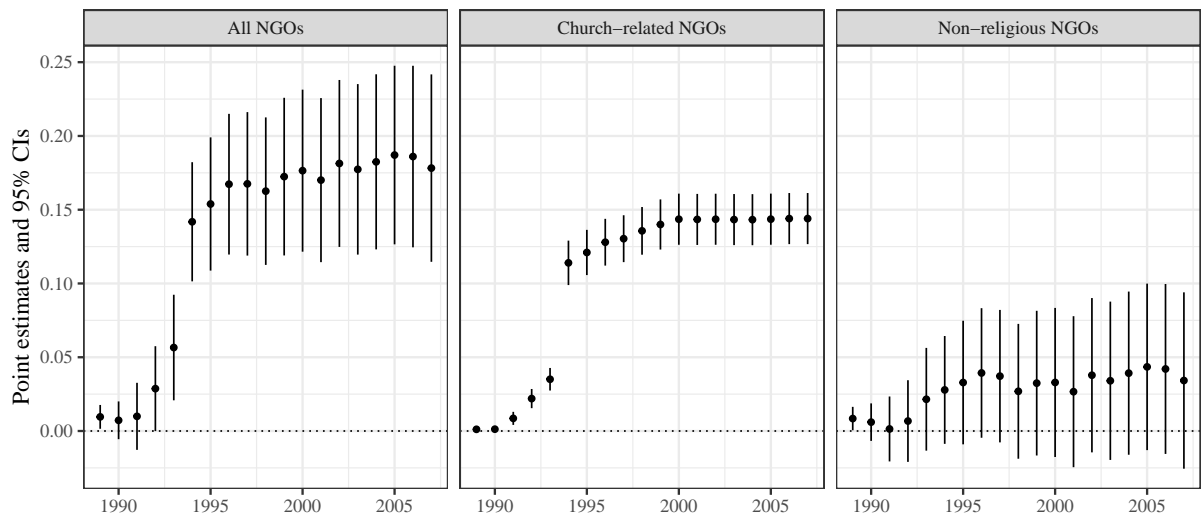 All NGOs Church−related NGOs Non−religious NGOs
Point estimates and 95% CIs
0.25
0.20
0.15
0.10
0.05
0.00
1990 1995 2000 2005 1990 1995 2000 2005 1990 1995 2000 2005